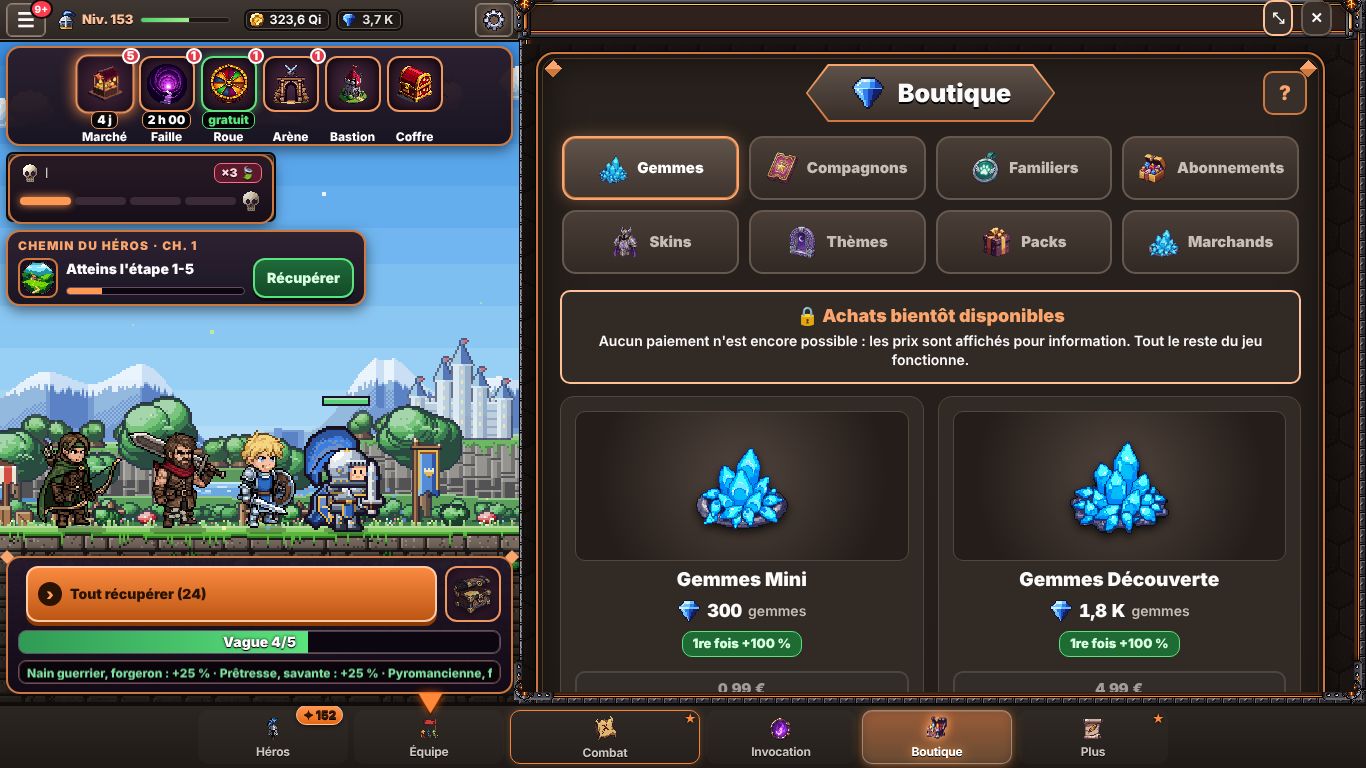 9+
Niv. 153
323,6 Qi
3,7 K
5
1
1
1
4 j
2 h 00
gratuit
Marché
Faille
Roue
Arène
Bastion
Coffre
×3
CHEMIN DU HÉROS · CH. 1
Atteins l'étape 1-5
Récupérer
Tout récupérer (24)
Vague 4/5
Nain guerrier, forgeron : +25 % · Prêtresse, savante : +25 % · Pyromancienne, f
Boutique
?
Gemmes
Compagnons
Familiers
Abonnements
Skins
Thèmes
Packs
Marchands
Achats bientôt disponibles
Aucun paiement n'est encore possible : les prix sont affichés pour information. Tout le reste du jeu
fonctionne.
Gemmes Mini
300 gemmes
1re fois +100 %
0,99 €
Gemmes Découverte
1,8 K gemmes
1re fois +100 %
4,99 €
152
Héros
Équipe
Combat
Invocation
Boutique
Plus